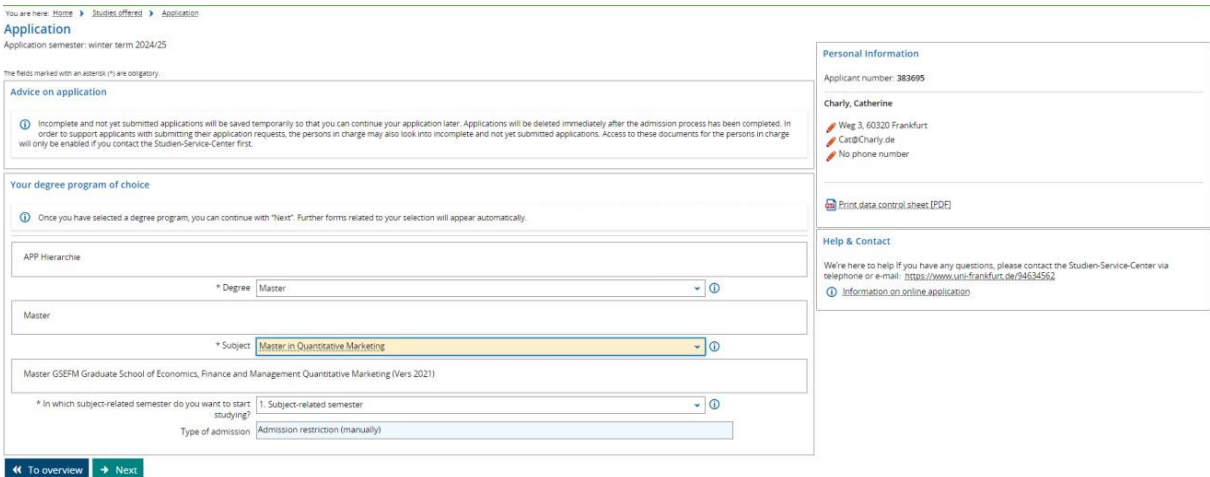 You are here: Home Studies offered Application
Application
Application semester: winter term 2024/25
The fields marked with an asterisk (*) are obligatory.
Advice on application
Incomplete and not yet submitted applications will be saved temporarily so that you can continue your application later. Applications will be deleted immediately after the admission process has been completed. In
order to support applicants with submitting their application requests, the persons in charge may also look into incomplete and not yet submitted applications. Access to these documents for the persons in charge
will only be enabled if you contact the Studien-Service-Center first.
Your degree program of choice
Once you have selected a degree program, you can continue with "Next". Further forms related to your selection will appear automatically.
APP Hierarchie
* Degree Master
Master
* Subject Master in Quantitative Marketing
Master GSEFM Graduate School of Economics, Finance and Management Quantitative Marketing (Vers 2021)
* In which subject-related semester do you want to start
studying?
1. Subject-related semester
Type of admission Admission restriction (manually)
To overview Next
Personal Information
Applicant number: 383695
Charly, Catherine
Weg 3, 60320 Frankfurt
Cat@Charly.de
No phone number
Print data control sheet [PDF]
Help & Contact
We're here to help If you have any questions, please contact the Studien-Service-Center via
telephone or e-mail: https://www.uni-frankfurt.de/94634562
Information on online application